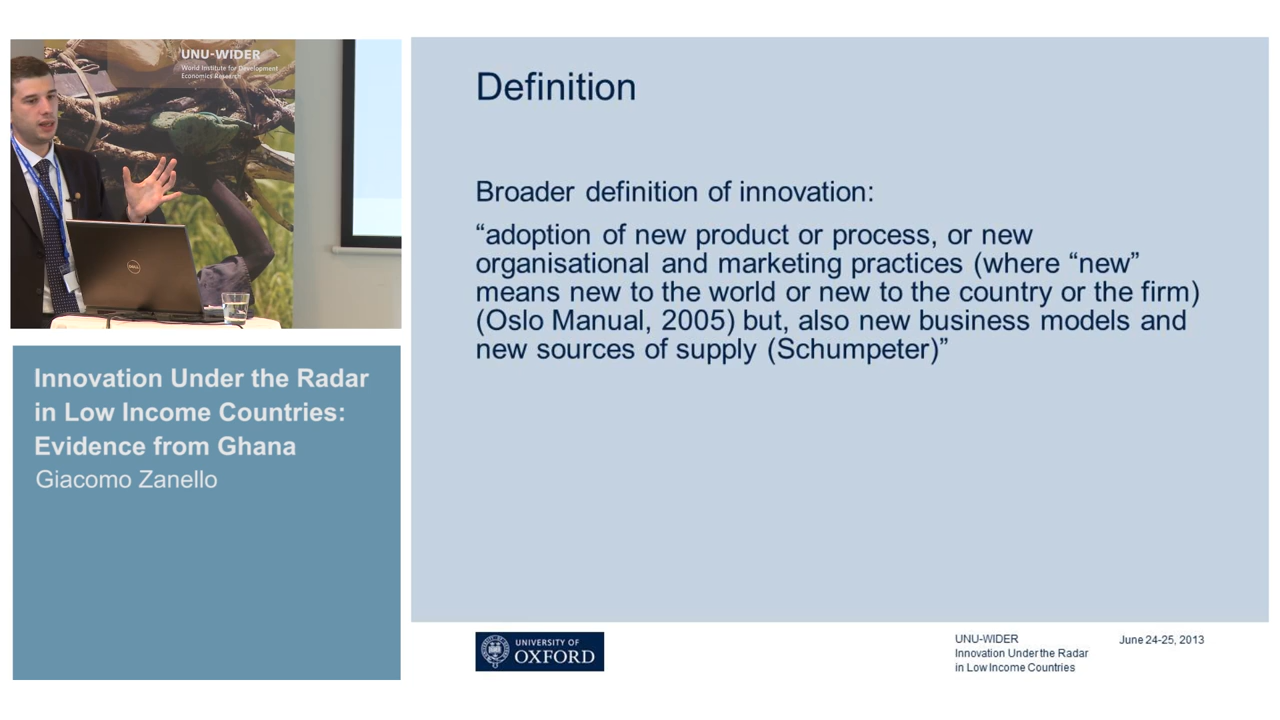 UNU-WIDER
World Institute for Development
Economics Research
DELL
Innovation Under the Radar
in Low Income Countries:
Evidence from Ghana
Giacomo Zanello
Definition
Broader definition of innovation:
“adoption of new product or process, or new
organisational and marketing practices (where “new”
means new to the world or new to the country or the firm)
(Oslo Manual, 2005) but, also new business models and
new sources of supply (Schumpeter)”
UNIVERSITY OF
OXFORD
UNU-WIDER
Innovation Under the Radar
in Low Income Countries
June 24-25, 2013